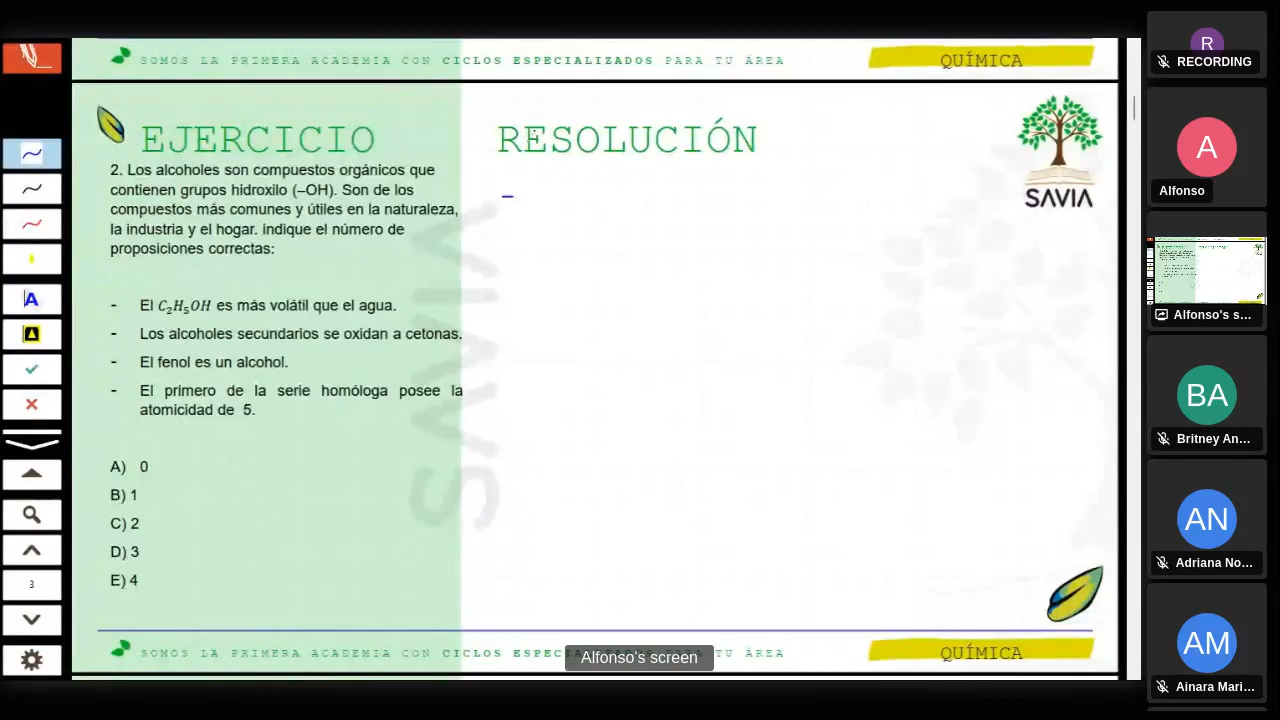 SOMOS LA PRIMERA ACADEMIA CON CICLOS ESPECIALIZADOS PARA TU ÁREA
QUÍMICA
EJERCICIO
2. Los alcoholes son compuestos orgánicos que
contienen grupos hidroxilo (–OH). Son de los
compuestos más comunes y útiles en la naturaleza,
la industria y el hogar. indique el número de
proposiciones correctas:
- El C₂H₅OH es más volátil que el agua.
- Los alcoholes secundarios se oxidan a cetonas.
- El fenol es un alcohol.
- El primero de la serie homóloga posee la
atomicidad de 5.
A) 0
B) 1
C) 2
D) 3
E) 4
RESOLUCIÓN
SAVIA
SAVIA
SOMOS LA PRIMERA ACADEMIA CON CICLOS ESPECI PARA TU ÁREA
QUÍMICA
Alfonso's screen
A
3
R
RECORDING
A
Alfonso
Alfonso's s...
BA
Britney An...
AN
Adriana No...
AM
Ainara Mari...